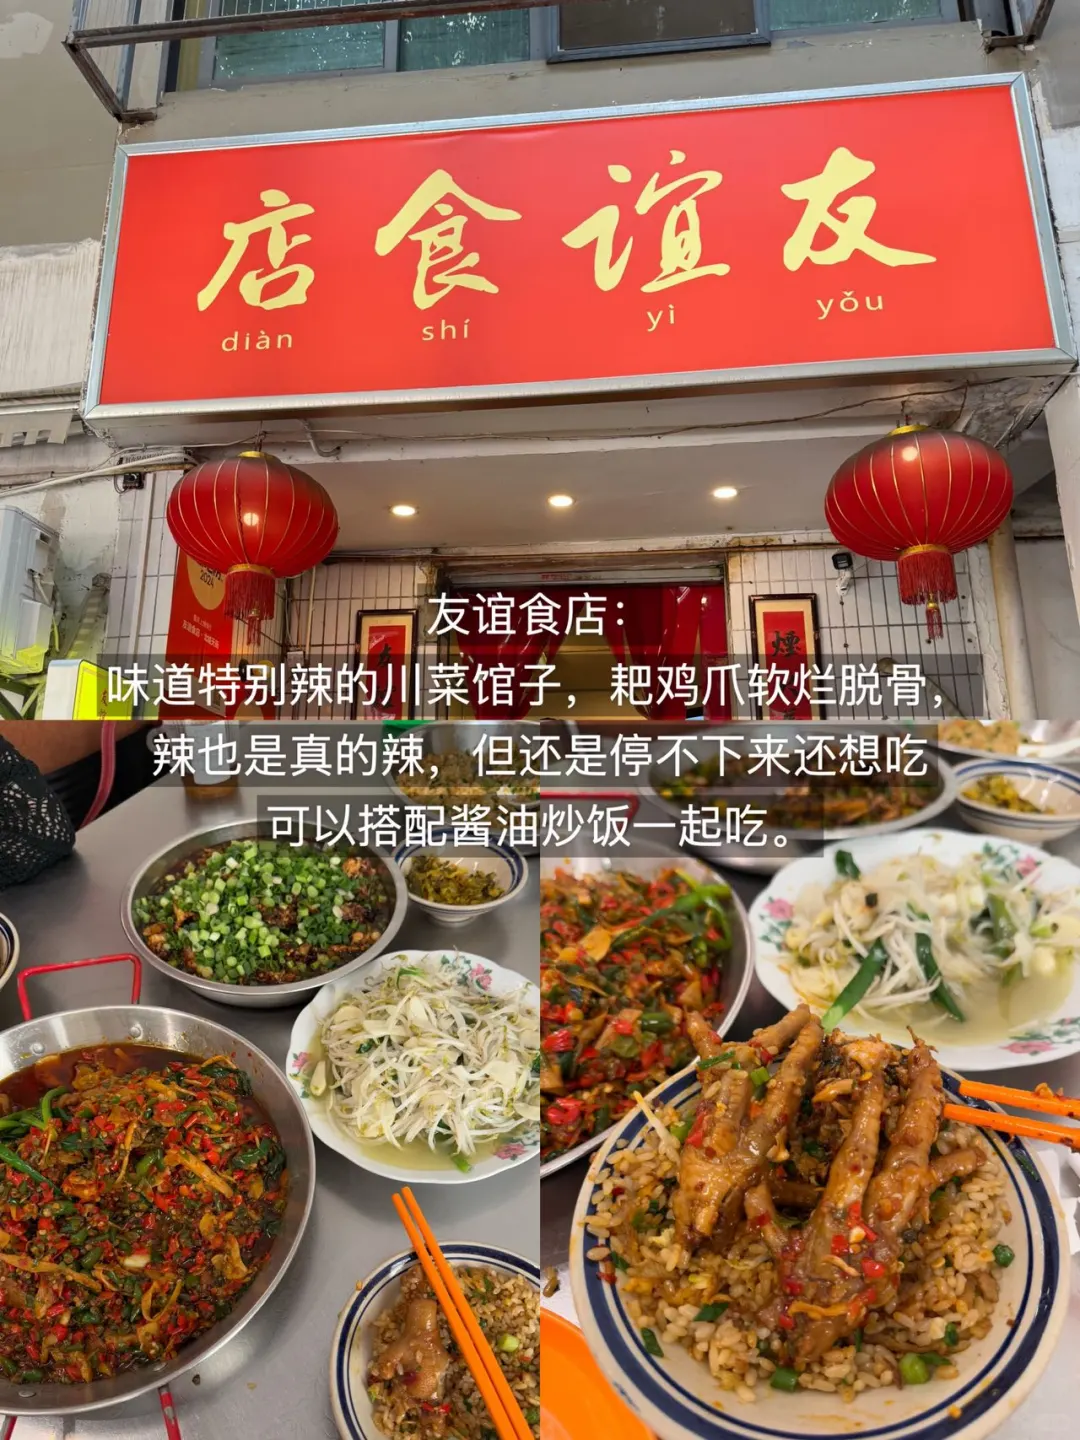 友谊食店
yǒu yì shí diàn
2024
友谊食店:
味道特别辣的川菜馆子，耙鸡爪软烂脱骨，
辣也是真的辣，但还是停不下来还想吃
可以搭配酱油炒饭一起吃。